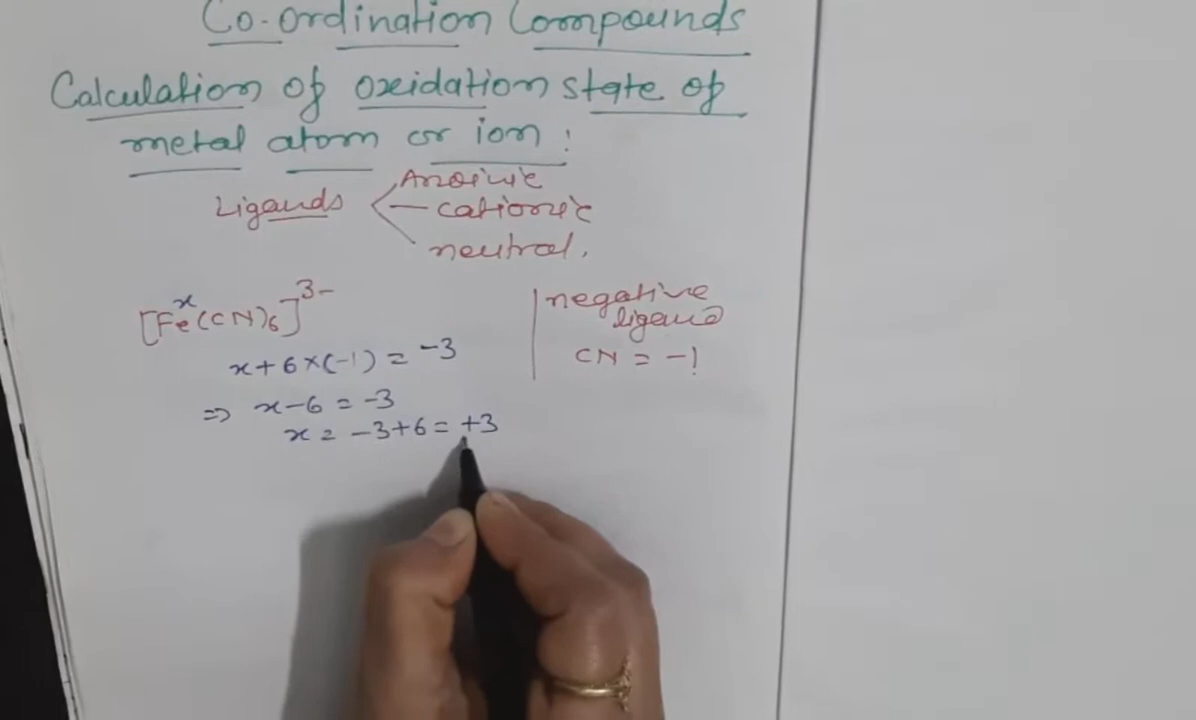 Co-ordination Compounds
Calculation of oxidation state of
metal atom or ion :
Ligands
Anoinic
cationic
neutral.
[Fe(CN)6]3-
x
x+6×(-1) = -3
=> x-6 = -3
x = -3+6 = +3
negative
ligand
CN = -1